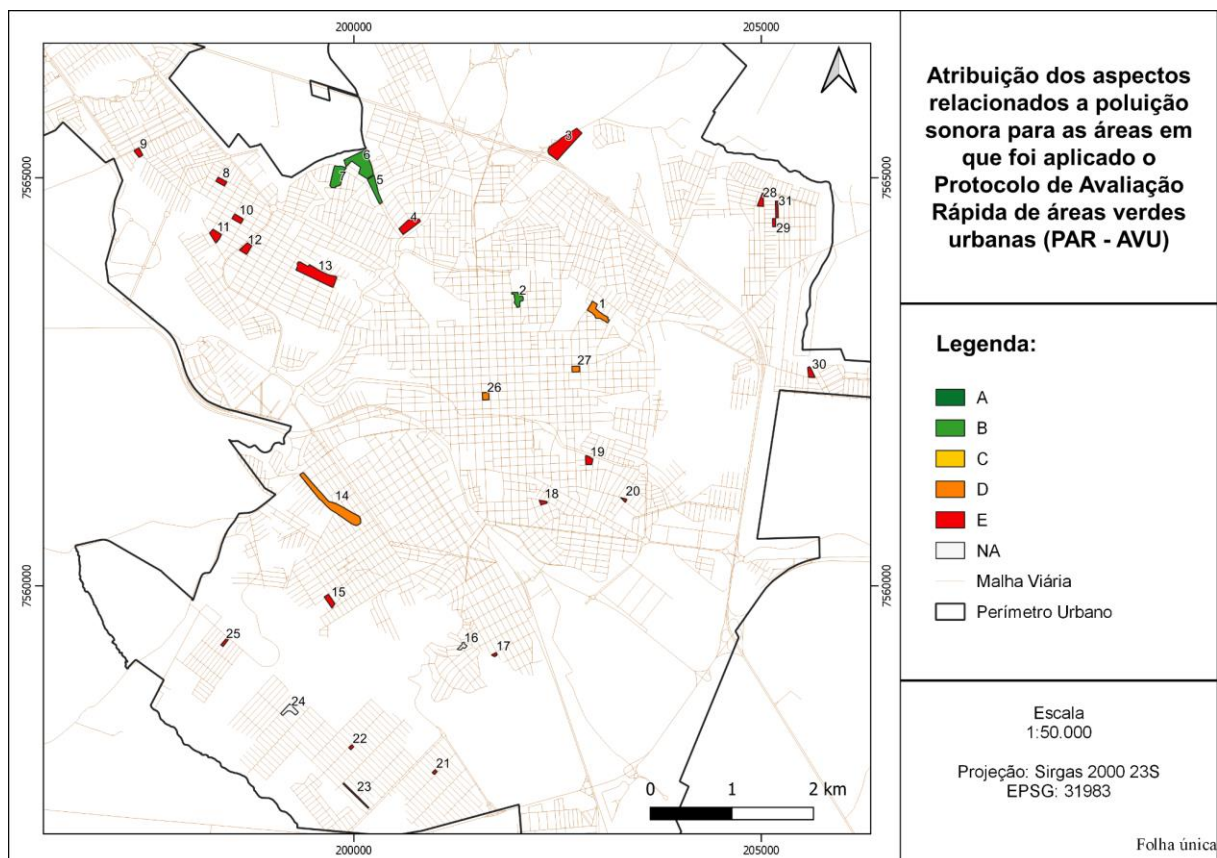 200000
205000
7565000
7565000
7560000
7560000
200000
205000
3
6
7
5
9
8
4
10
11
12
13
28
31
29
2
1
27
30
26
19
14
18
20
15
16
17
25
24
22
21
23
0 1 2 km
Atribuição dos aspectos
relacionados a poluição
sonora para as áreas em
que foi aplicado o
Protocolo de Avaliação
Rápida de áreas verdes
urbanas (PAR - AVU)
Legenda:
A
B
C
D
E
NA
Malha Viária
Perímetro Urbano
Escala
1:50.000
Projeção: Sirgas 2000 23S
EPSG: 31983
Folha única